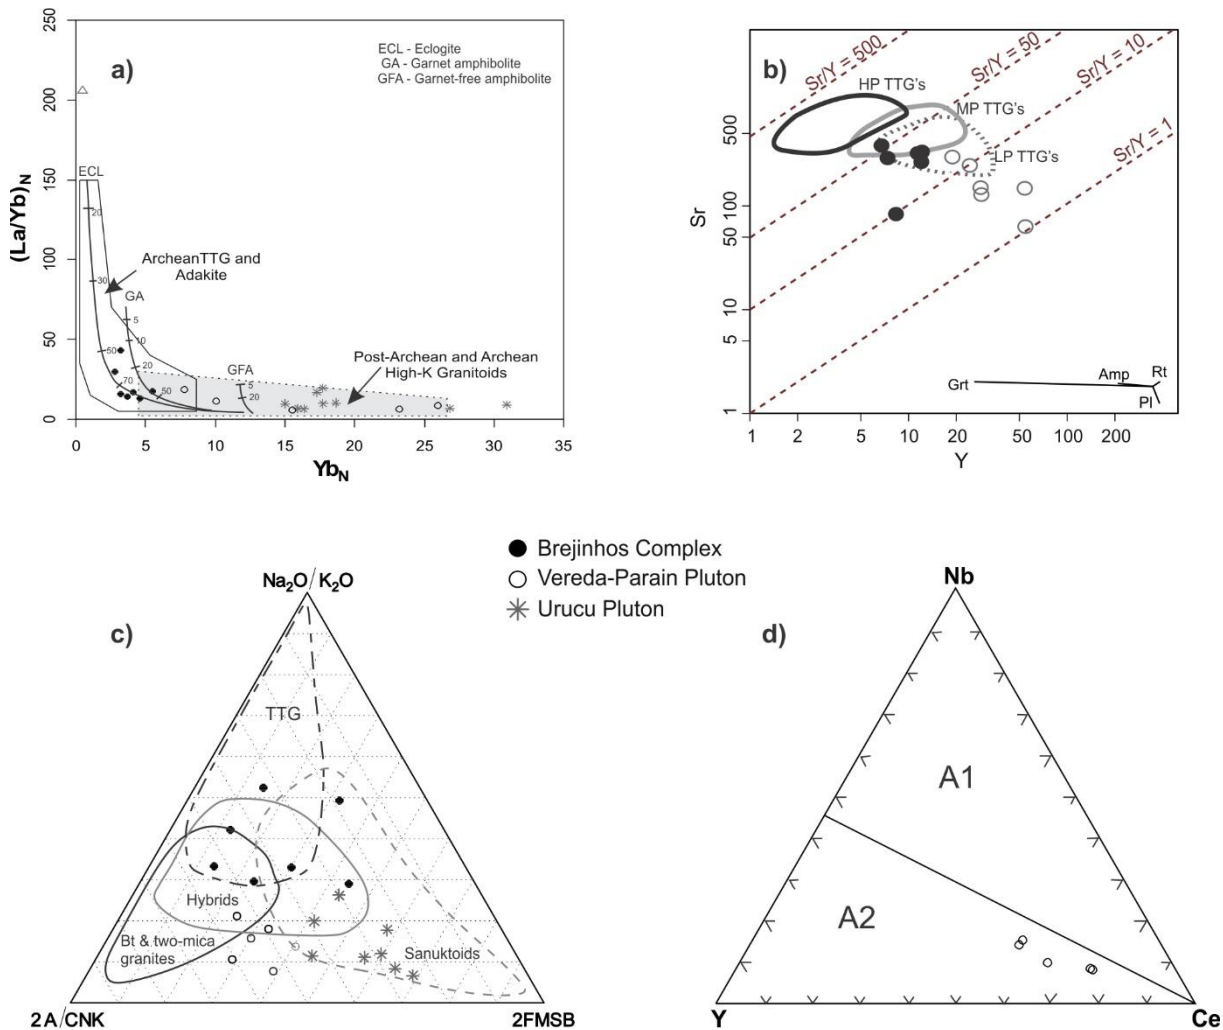 a)
ECL - Eclogite
GA - Garnet amphibolite
GFA - Garnet-free amphibolite
250
200
150
100
50
0
(La/Yb)N
ECL
20
30
50
70
ArcheanTTG and
Adakite
GA
5
10
20
50
GFA
5
20
Post-Archean and Archean
High-K Granitoids
0
5
10
15
20
25
30
35
YbN
b)
Sr/Y = 500
Sr/Y = 50
Sr/Y = 10
Sr/Y = 1
HP TTG's
MP TTG's
LP TTG's
500
100
50
10
5
1
Sr
Grt
Amp
Rt
Pl
1
2
5
10
20
50
100
200
Y
Brejinhos Complex
Vereda-Parain Pluton
Urucu Pluton
c)
Na2O/K2O
TTG
Hybrids
Bt & two-mica
granites
Sanuktoids
2A/CNK
2FMSB
d)
Nb
A1
A2
Y
Ce